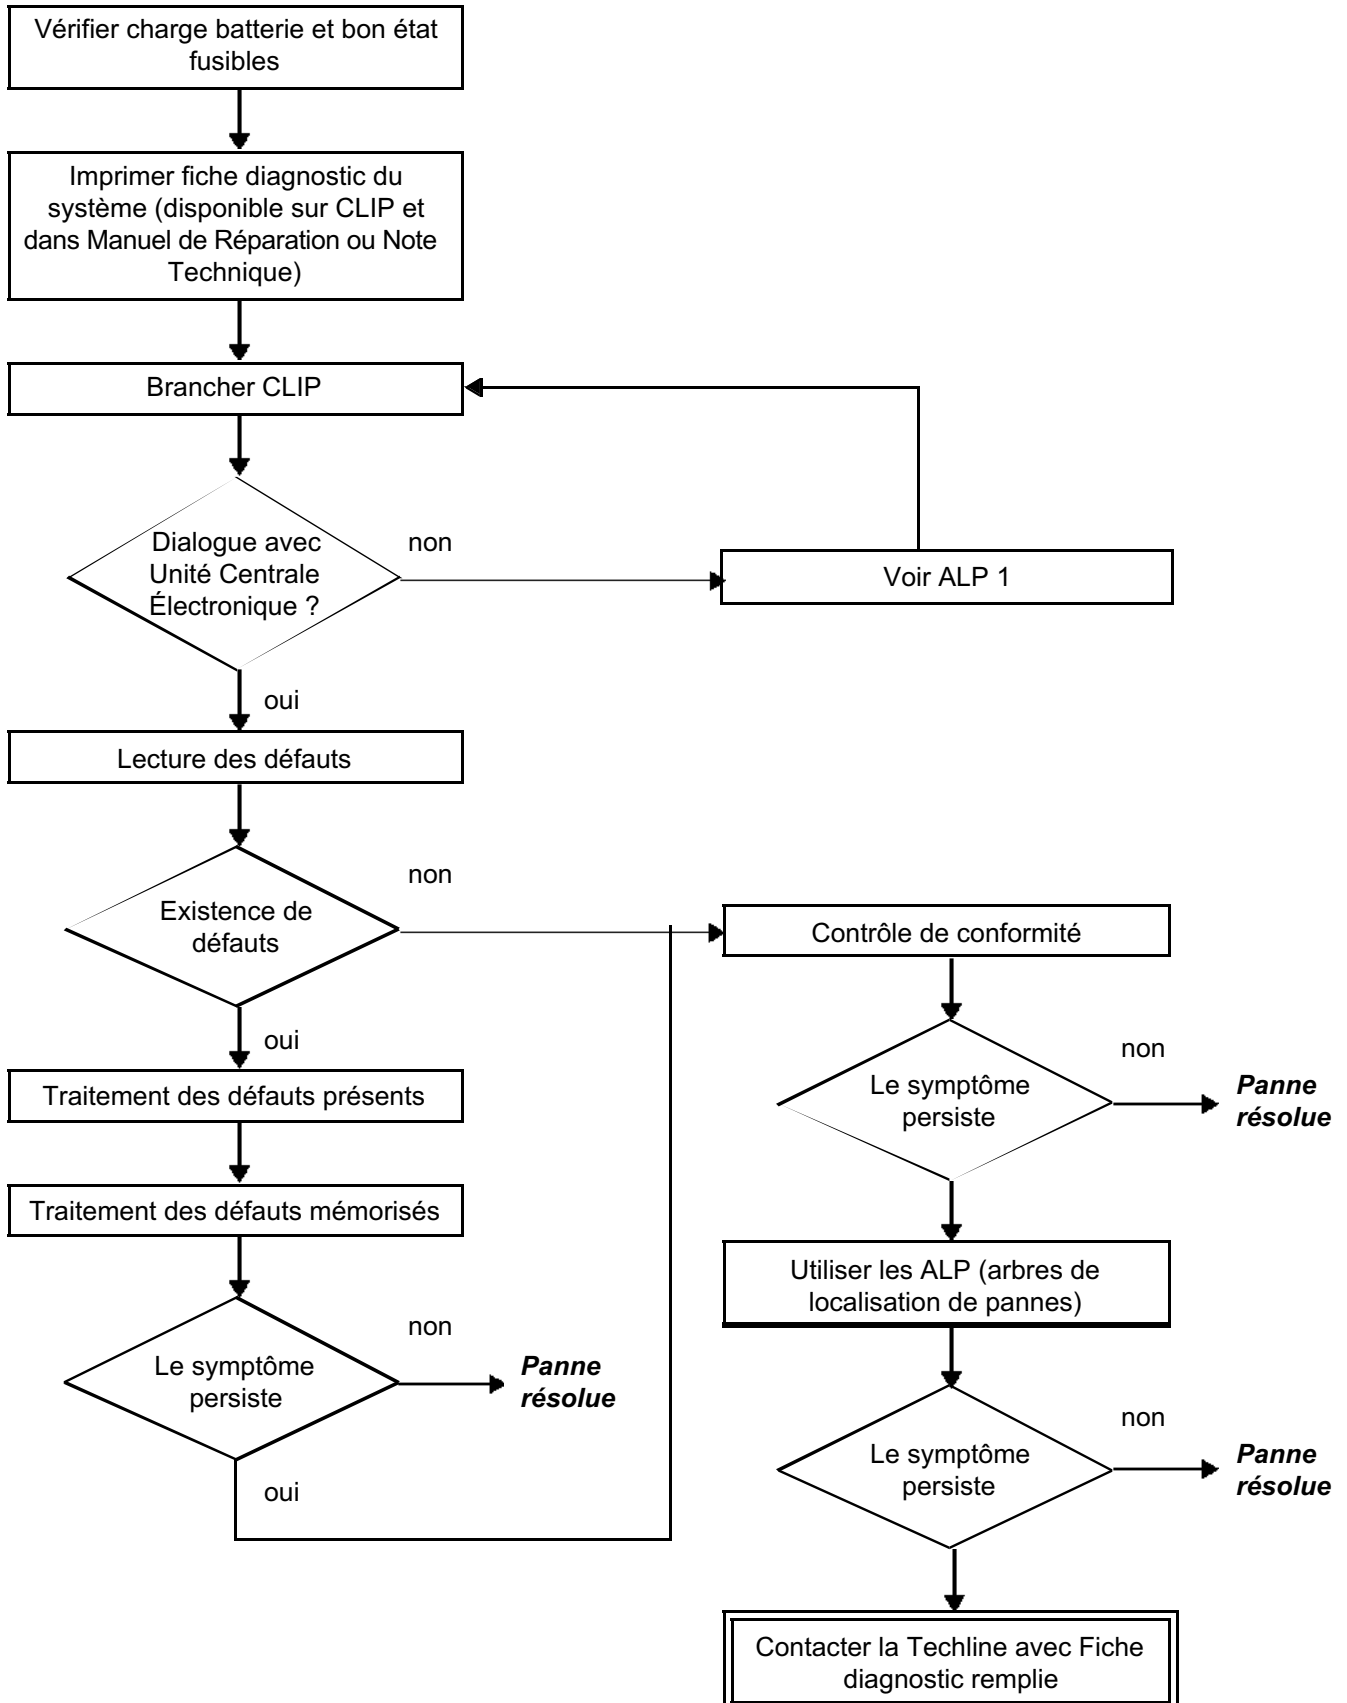 Vérifier charge batterie et bon état
fusibles
Imprimer fiche diagnostic du
système (disponible sur CLIP et
dans Manuel de Réparation ou Note
Technique)
Brancher CLIP
Dialogue avec
Unité Centrale
Électronique ?
non
Voir ALP 1
oui
Lecture des défauts
Existence de
défauts
non
oui
Traitement des défauts présents
Traitement des défauts mémorisés
Le symptôme
persiste
non
Panne
résolue
oui
Contrôle de conformité
Le symptôme
persiste
non
Panne
résolue
Utiliser les ALP (arbres de
localisation de pannes)
Le symptôme
persiste
non
Panne
résolue
Contacter la Techline avec Fiche
diagnostic remplie